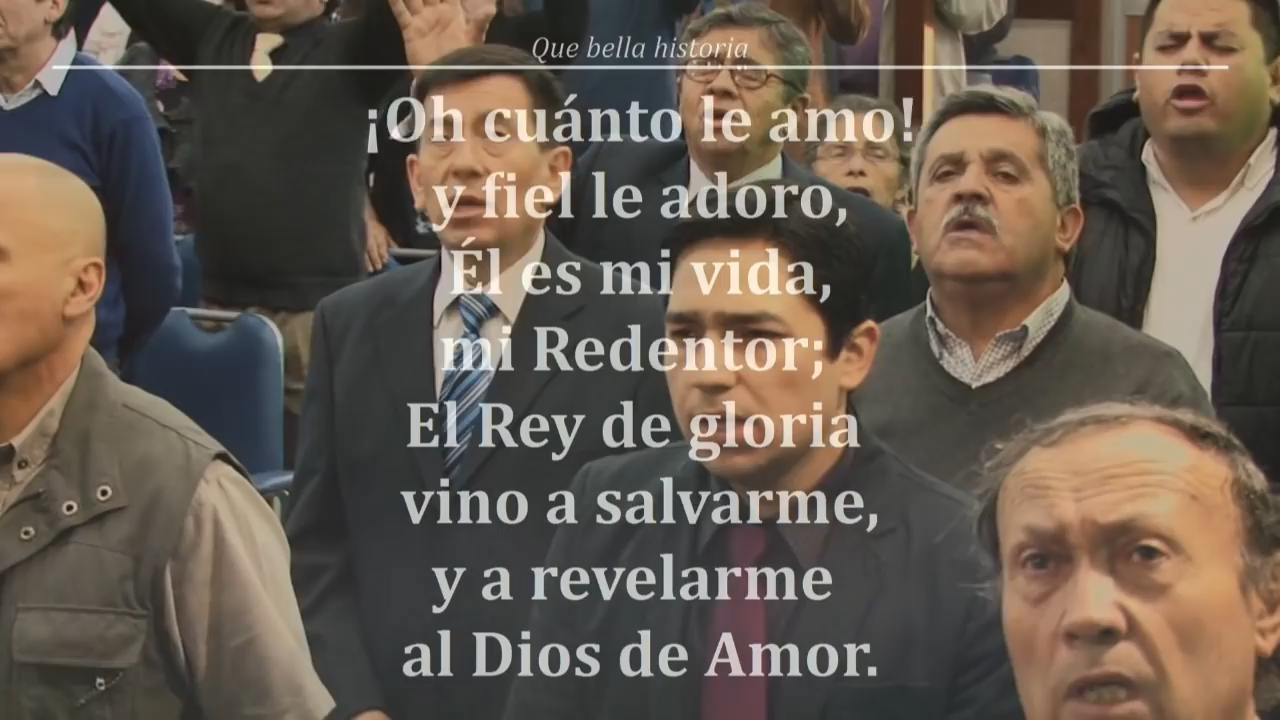 Que bella historia
¡Oh cuánto le amo!
y fiel le adoro,
Él es mi vida,
mi Redentor;
El Rey de gloria
vino a salvarme,
y a revelarme
al Dios de Amor.